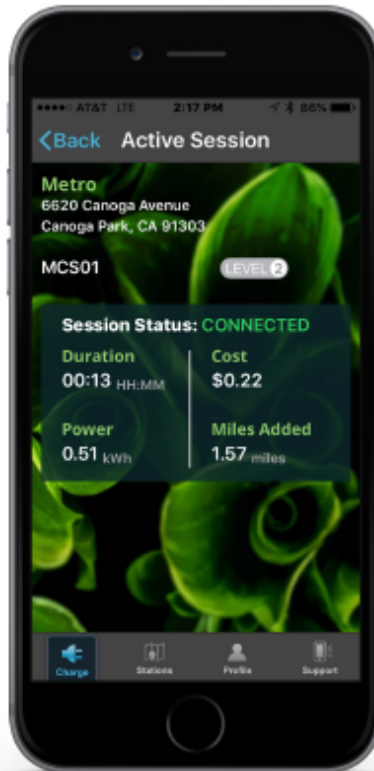 AT&T LTE 2:17 PM 86%
Back Active Session
Metro
6620 Canoga Avenue
Canoga Park, CA 91303
MCS01 LEVEL 2
Session Status: CONNECTED
Duration Cost
00:13 HH:MM $0.22
Power Miles Added
0.51 kWh 1.57 miles
Charge Stations Profile Support